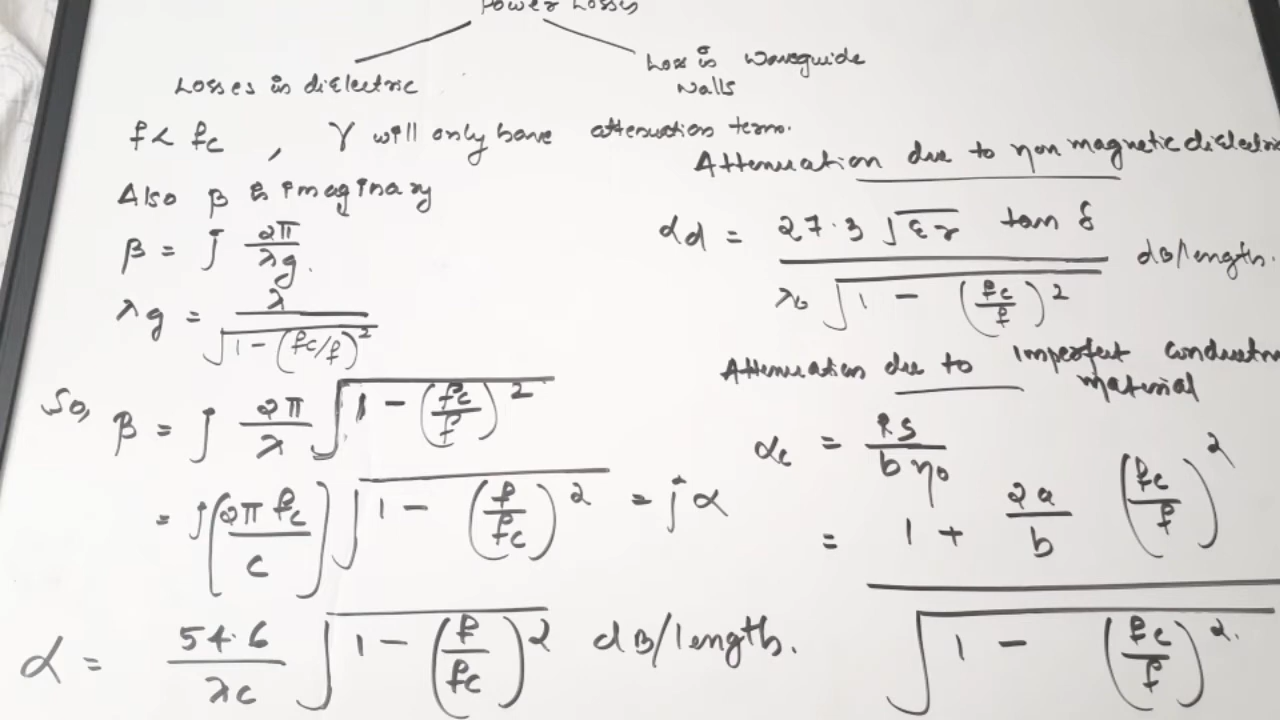 Power Losses
Losses in dielectric
Loss in Waveguide
Walls
f < fc , γ will only have attenuation term.
Also β is imaginary
β = j 2π/λg.
λg = λ/√(1 - (fc/f)²)
So, β = j 2π/λ √(1 - (fc/f)²)
= j(2π fc/c) √(1 - (f/fc)²) = jα
α = 54.6/λc √(1 - (f/fc)²) dB/length.
Attenuation due to non magnetic dielectric
αd = 27.3 √εr tan δ / λ₀ √(1 - (fc/f)²) dB/length.
Attenuation due to imperfect
material
αc = Rs/b η₀
= 1 + 2a/b (fc/f)² / √(1 - (fc/f)²).